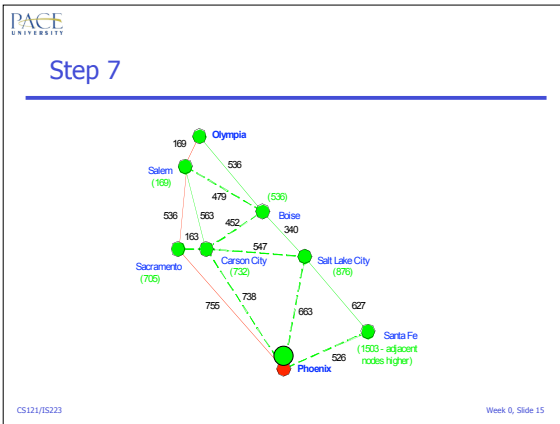 PACE
UNIVERSITY
Step 7
Olympia
169
536
Salem
(169)
479
(536)
Boise
536
563
452
340
163
547
Sacramento
(705)
Carson City
(732)
Salt Lake City
(876)
755
738
663
627
Santa Fe
(1503 - adjacent
nodes higher)
526
Phoenix
CS121/IS223
Week 0, Slide 15